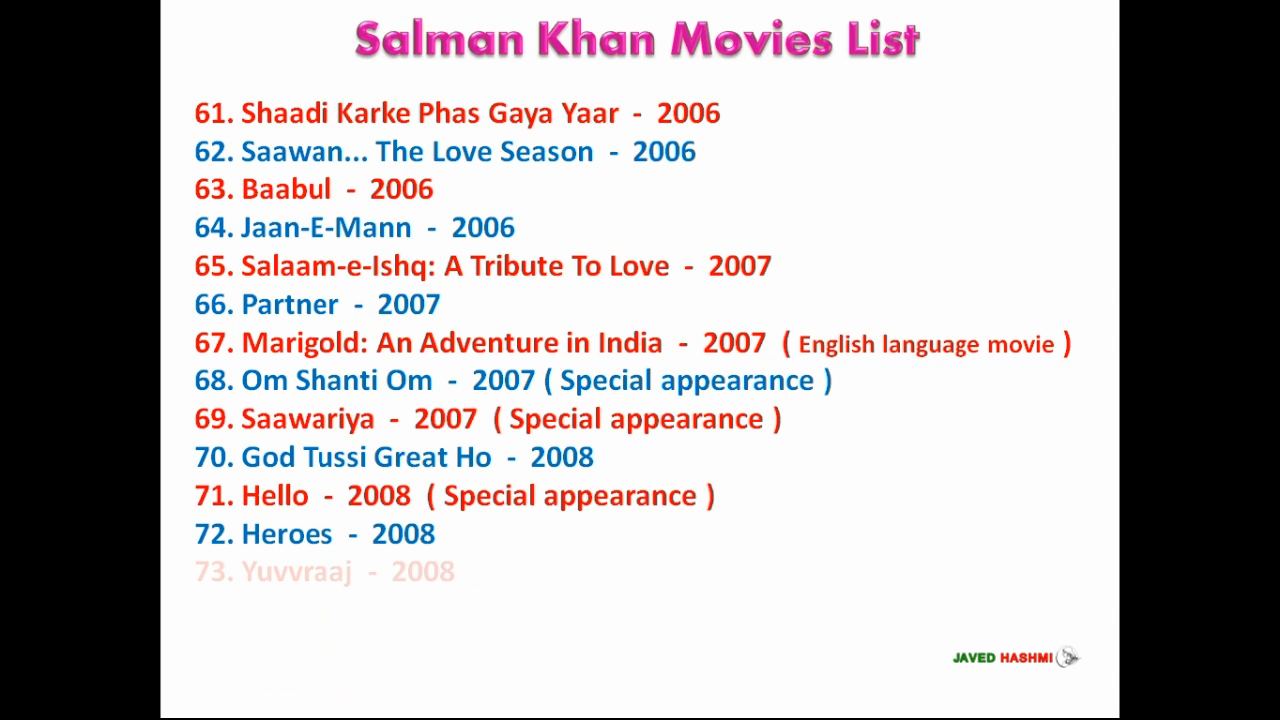 Salman Khan Movies List
61. Shaadi Karke Phas Gaya Yaar - 2006
62. Saawan... The Love Season - 2006
63. Baabul - 2006
64. Jaan-E-Mann - 2006
65. Salaam-e-Ishq: A Tribute To Love - 2007
66. Partner - 2007
67. Marigold: An Adventure in India - 2007 ( English language movie )
68. Om Shanti Om - 2007 ( Special appearance )
69. Saawariya - 2007 ( Special appearance )
70. God Tussi Great Ho - 2008
71. Hello - 2008 ( Special appearance )
72. Heroes - 2008
73. Yuvvraaj - 2008
JAVED HASHMI